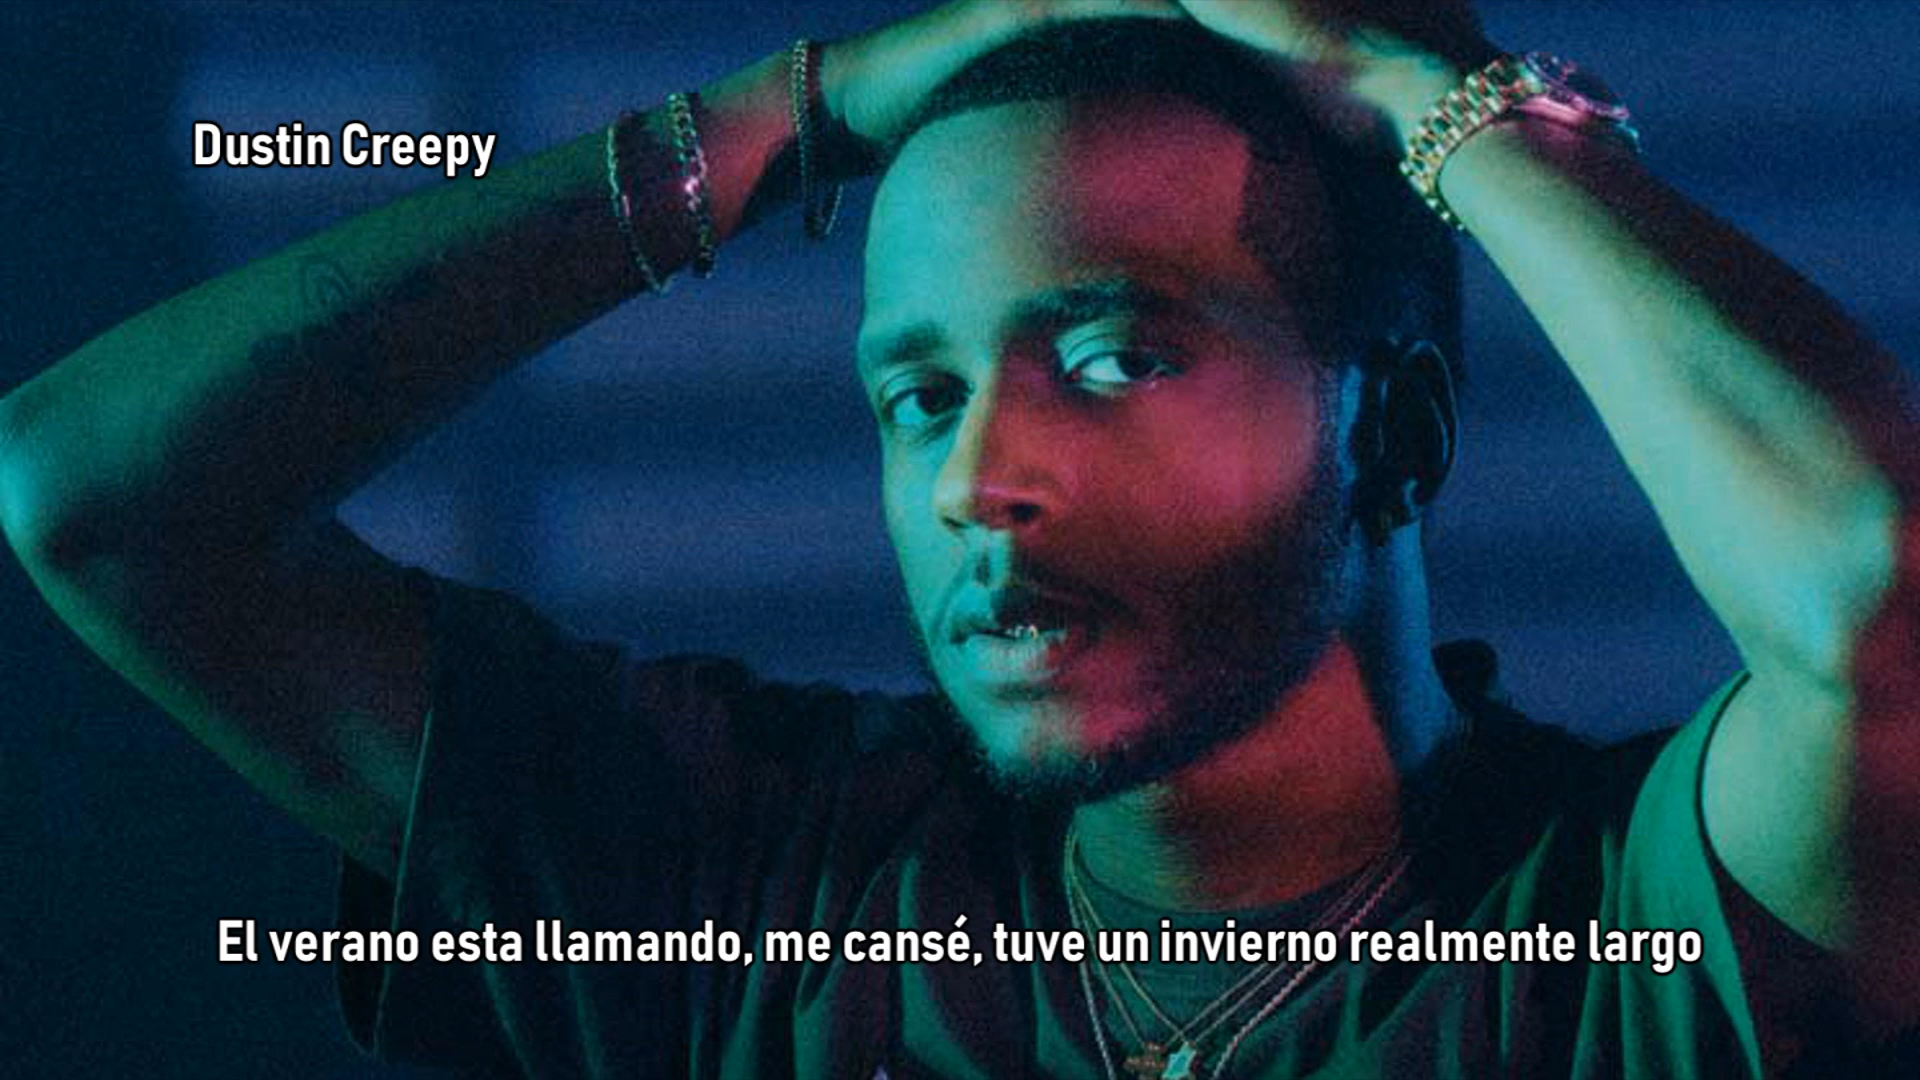 Dustin Creepy
El verano esta llamando, me cansé, tuve un invierno realmente largo